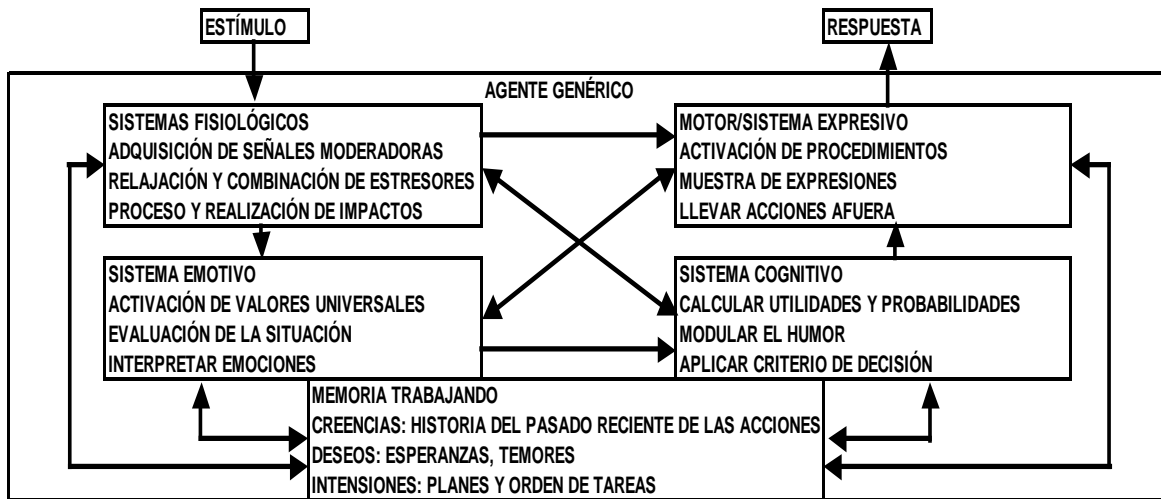 ESTÍMULO
RESPUESTA
AGENTE GENÉRICO
SISTEMAS FISIOLÓGICOS
ADQUISICIÓN DE SEÑALES MODERADORAS
RELAJACIÓN Y COMBINACIÓN DE ESTRESORES
PROCESO Y REALIZACIÓN DE IMPACTOS
MOTOR/SISTEMA EXPRESIVO
ACTIVACIÓN DE PROCEDIMIENTOS
MUESTRA DE EXPRESIONES
LLEVAR ACCIONES AFUERA
SISTEMA EMOTIVO
ACTIVACIÓN DE VALORES UNIVERSALES
EVALUACIÓN DE LA SITUACIÓN
INTERPRETAR EMOCIONES
SISTEMA COGNITIVO
CALCULAR UTILIDADES Y PROBABILIDADES
MODULAR EL HUMOR
APLICAR CRITERIO DE DECISIÓN
MEMORIA TRABAJANDO
CREENCIAS: HISTORIA DEL PASADO RECIENTE DE LAS ACCIONES
DESEOS: ESPERANZAS, TEMORES
INTENSIONES: PLANES Y ORDEN DE TAREAS